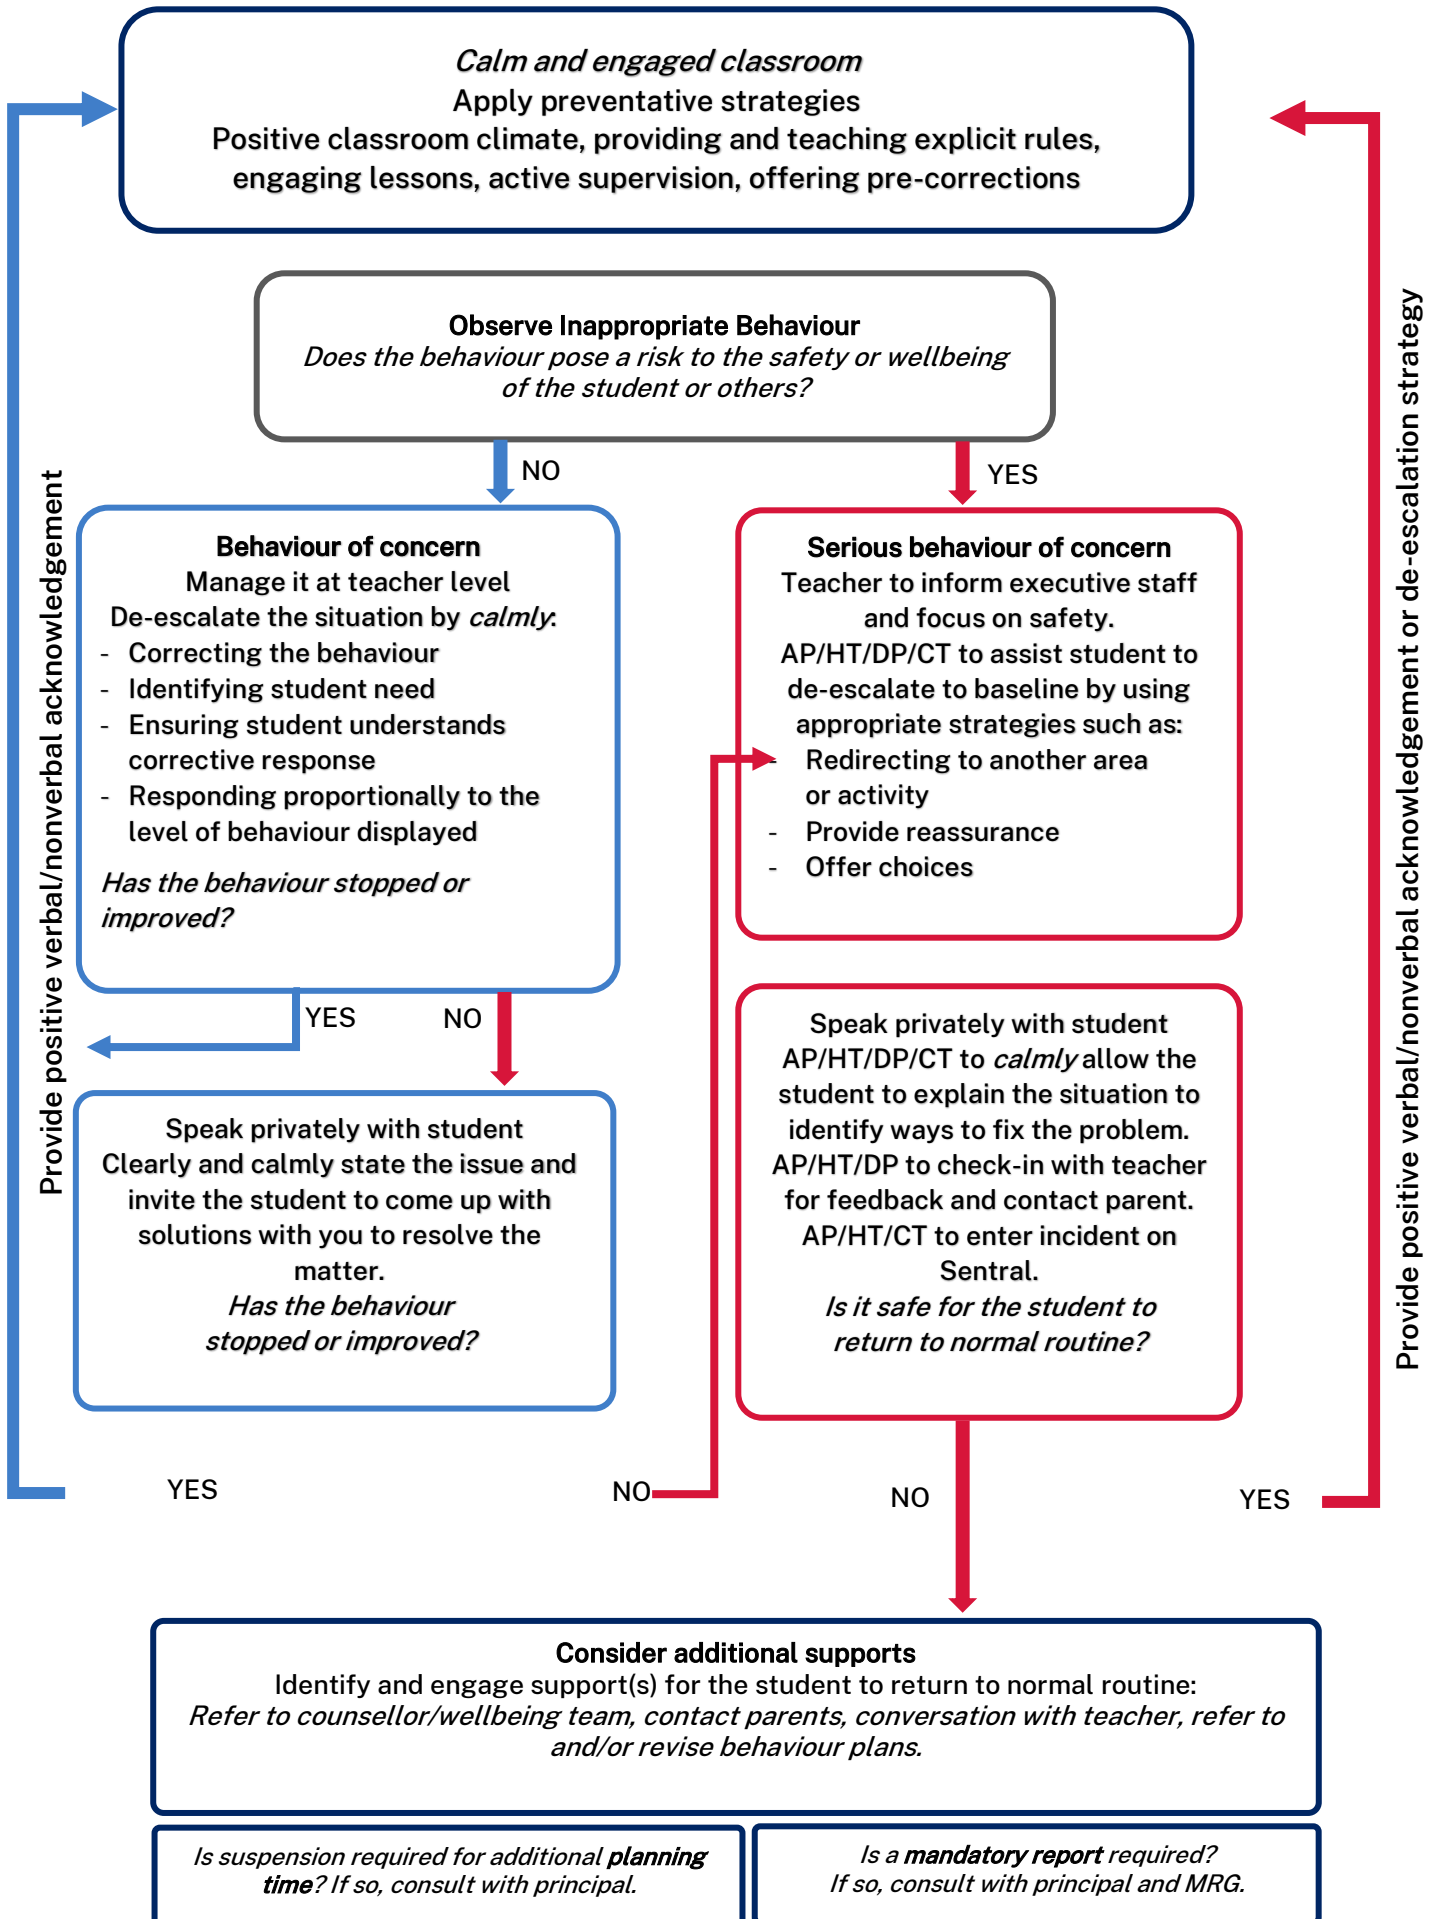 Calm and engaged classroom
Apply preventative strategies
Positive classroom climate, providing and teaching explicit rules,
engaging lessons, active supervision, offering pre-corrections
Observe Inappropriate Behaviour
Does the behaviour pose a risk to the safety or wellbeing
of the student or others?
NO
YES
Provide positive verbal/nonverbal acknowledgement
Behaviour of concern
Manage it at teacher level
De-escalate the situation by calmly:
- Correcting the behaviour
- Identifying student need
- Ensuring student understands
corrective response
- Responding proportionally to the
level of behaviour displayed
Has the behaviour stopped or
improved?
YES
NO
Speak privately with student
Clearly and calmly state the issue and
invite the student to come up with
solutions with you to resolve the
matter.
Has the behaviour
stopped or improved?
YES
NO
Serious behaviour of concern
Teacher to inform executive staff
and focus on safety.
AP/HT/DP/CT to assist student to
de-escalate to baseline by using
appropriate strategies such as:
- Redirecting to another area
or activity
- Provide reassurance
- Offer choices
Speak privately with student
AP/HT/DP/CT to calmly allow the
student to explain the situation to
identify ways to fix the problem.
AP/HT/DP to check-in with teacher
for feedback and contact parent.
AP/HT/CT to enter incident on
Sentral.
Is it safe for the student to
return to normal routine?
NO
YES
Provide positive verbal/nonverbal acknowledgement or de-escalation strategy
Consider additional supports
Identify and engage support(s) for the student to return to normal routine:
Refer to counsellor/wellbeing team, contact parents, conversation with teacher, refer to
and/or revise behaviour plans.
Is suspension required for additional planning
time? If so, consult with principal.
Is a mandatory report required?
If so, consult with principal and MRG.